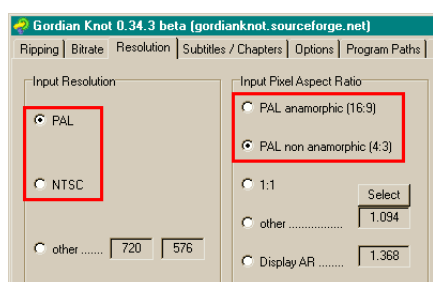 Gordian Knot 0.34.3 beta (gordianknot.sourceforge.net)
Ripping Bitrate Resolution Subtitles / Chapters Options Program Paths
Input Resolution
PAL
NTSC
other ....... 720 576
Input Pixel Aspect Ratio
PAL anamorphic (16:9)
PAL non anamorphic (4:3)
1:1
Select
other ................. 1.094
Display AR ........ 1.368